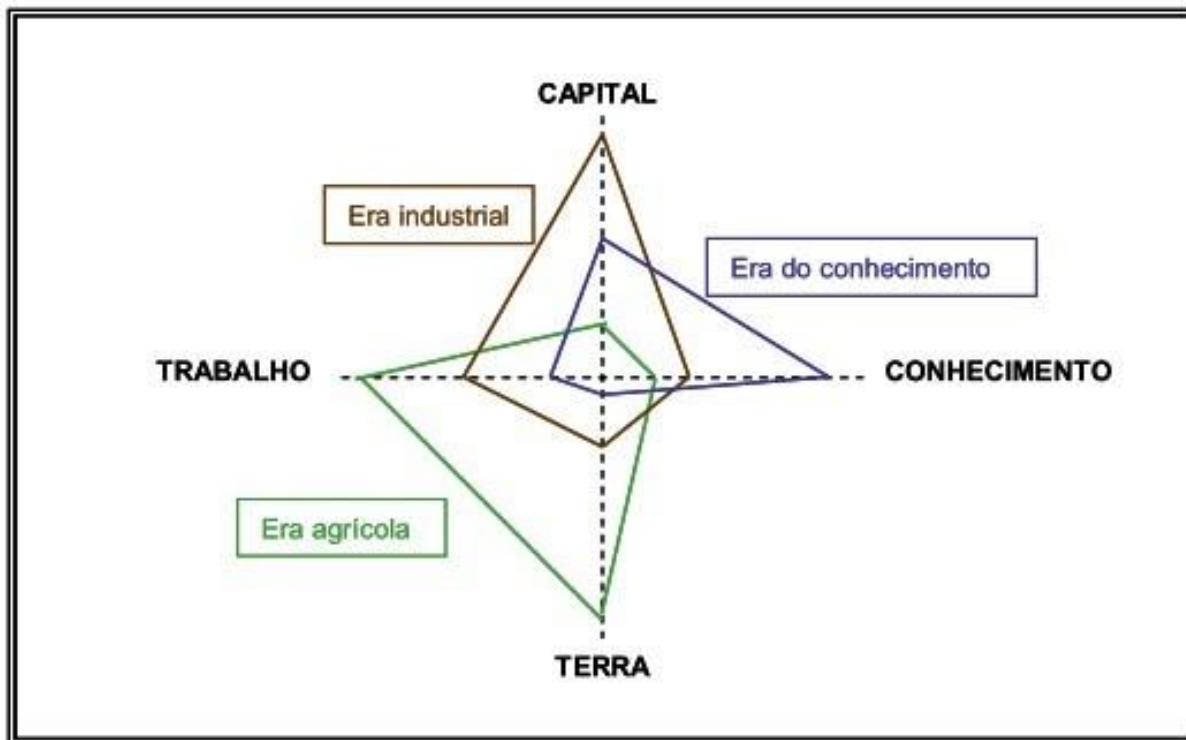 CAPITAL
Era industrial
Era do conhecimento
TRABALHO
CONHECIMENTO
Era agrícola
TERRA